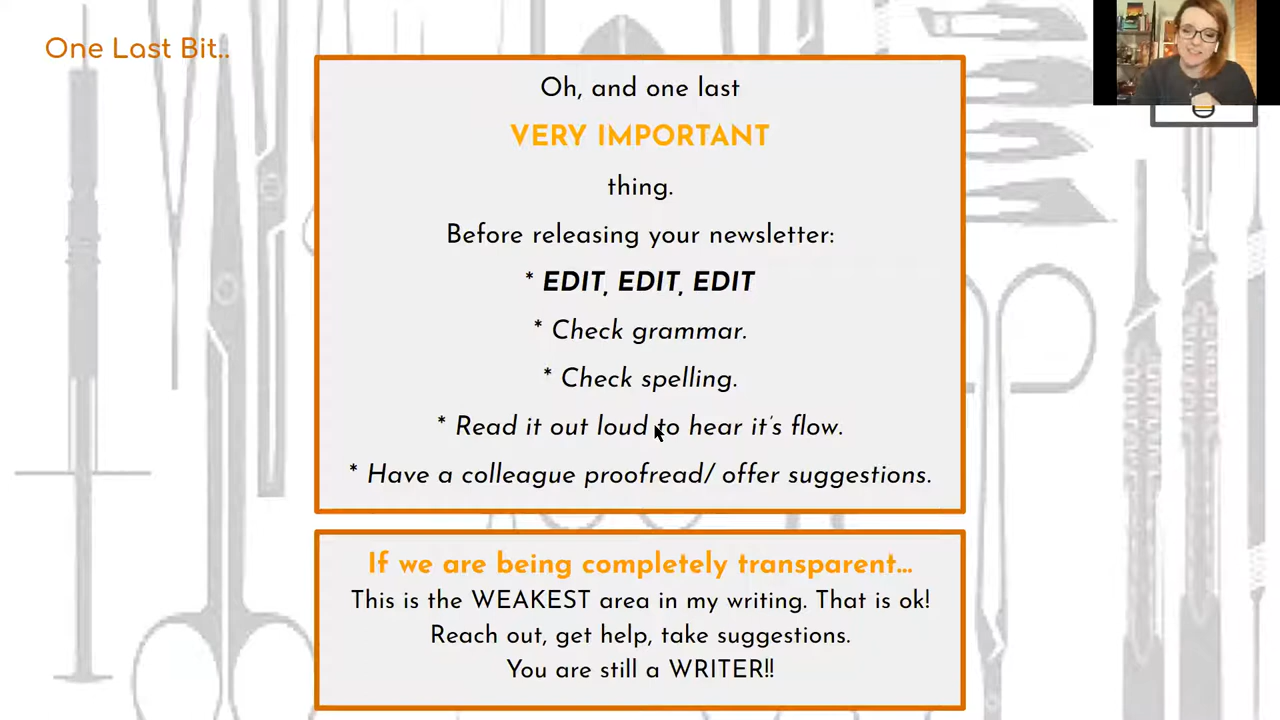 One Last Bit..
Oh, and one last
VERY IMPORTANT
thing.
Before releasing your newsletter:
* EDIT, EDIT, EDIT
* Check grammar.
* Check spelling.
* Read it out loud to hear it's flow.
* Have a colleague proofread/ offer suggestions.
If we are being completely transparent...
This is the WEAKEST area in my writing. That is ok!
Reach out, get help, take suggestions.
You are still a WRITER!!